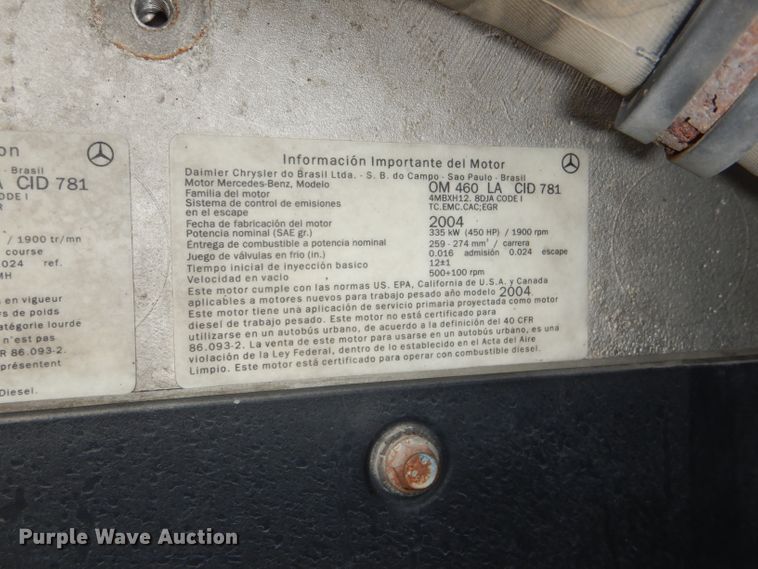 on
- Brasil
A CID 781
ODE I
GR
/ 1900 tr/mn
course
024 ref.
MH
s en vigueur
rs de poids
atégorie lourde
n'est pas
R 86.093-2.
présentent
Diesel.
Información Importante del Motor
Daimler Chrysler do Brasil Ltda. - S. B. do Campo - Sao Paulo - Brasil
Motor Mercedes-Benz, Modelo OM 460 LA CID 781
Familia del motor 4MBXH12. 8DJA CODE I
Sistema de control de emisiones TC.EMC.CAC;EGR
en el escape
Fecha de fabricación del motor 2004
Potencia nominal (SAE gr.) 335 kW (450 HP) / 1900 rpm
Entrega de combustible a potencia nominal 259 - 274 mm³ / carrera
Juego de válvulas en frio (in.) 0.016 admisión 0.024 escape
Tiempo inicial de inyección basico 12±1
Velocidad en vacio 500+100 rpm
Este motor cumple con las normas US. EPA, California de U.S.A. y Canada
aplicables a motores nuevos para trabajo pesado año modelo 2004
Este motor tiene una aplicación de servicio primaria proyectada como motor
diesel de trabajo pesado. Este motor no está certificado para
utilizarse en un autobús urbano, de acuerdo a la definición del 40 CFR
86.093-2. La venta de este motor para usarse en un autobús urbano, es una
violación de la Ley Federal, dentro de lo establecido en el Acta del Aire
Limpio. Este motor está certificado para operar con combustible diesel.
Purple Wave Auction